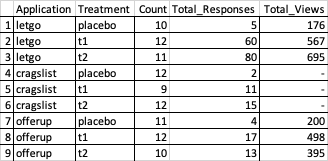 Application Treatment Count Total_Responses Total_Views
1 letgo placebo 10 5 176
2 letgo t1 12 60 567
3 letgo t2 11 80 695
4 cragslist placebo 12 2 -
5 cragslist t1 9 11 -
6 cragslist t2 12 15 -
7 offerup placebo 11 4 200
8 offerup t1 12 17 498
9 offerup t2 10 13 395